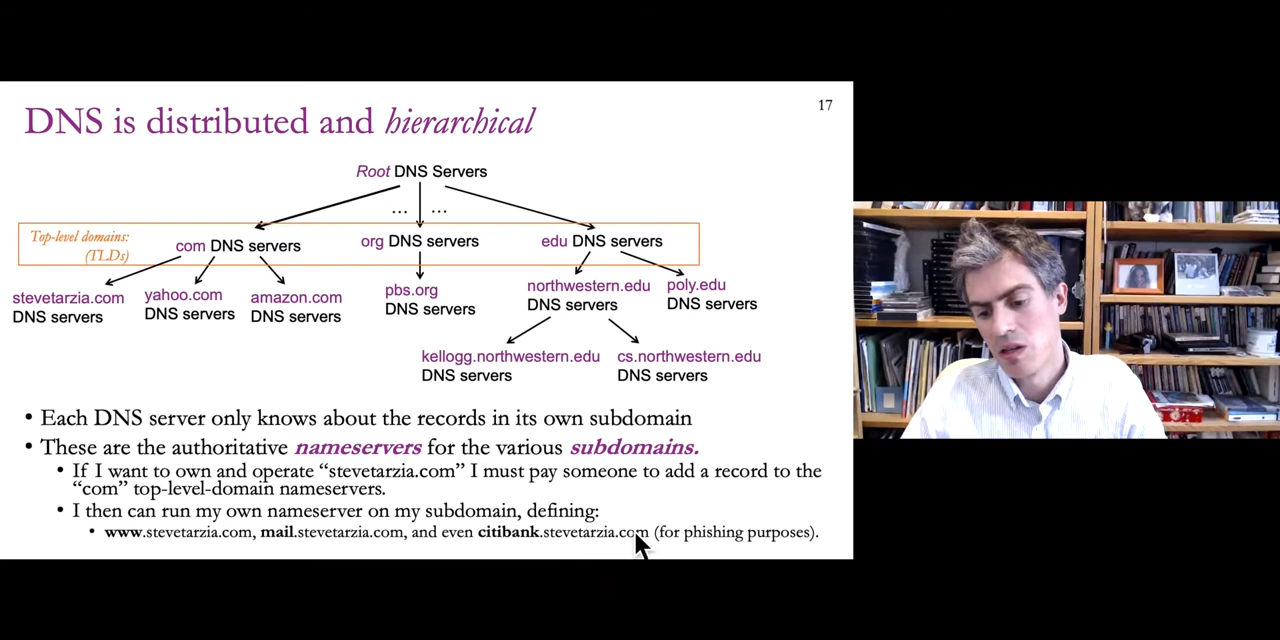 17
DNS is distributed and hierarchical
Root DNS Servers
... ...
Top-level domains:
(TLDs)
com DNS servers
org DNS servers
edu DNS servers
stevetarzia.com
DNS servers
yahoo.com
DNS servers
amazon.com
DNS servers
pbs.org
DNS servers
northwestern.edu
DNS servers
poly.edu
DNS servers
kellogg.northwestern.edu
DNS servers
cs.northwestern.edu
DNS servers
• Each DNS server only knows about the records in its own subdomain
• These are the authoritative nameservers for the various subdomains.
• If I want to own and operate “stevetarzia.com” I must pay someone to add a record to the
“com” top-level-domain nameservers.
• I then can run my own nameserver on my subdomain, defining:
• www.stevetarzia.com, mail.stevetarzia.com, and even citibank.stevetarzia.com (for phishing purposes).